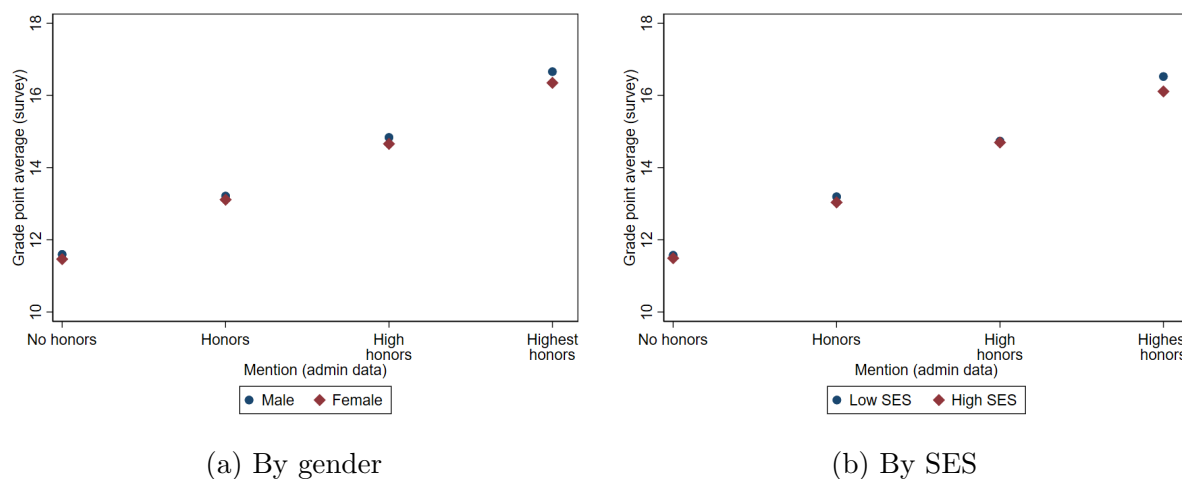 Grade point average (survey)
18
16
14
12
10
No honors
Honors
High
honors
Highest
honors
Mention (admin data)
Male
Female
(a) By gender
Grade point average (survey)
18
16
14
12
10
No honors
Honors
High
honors
Highest
honors
Mention (admin data)
Low SES
High SES
(b) By SES